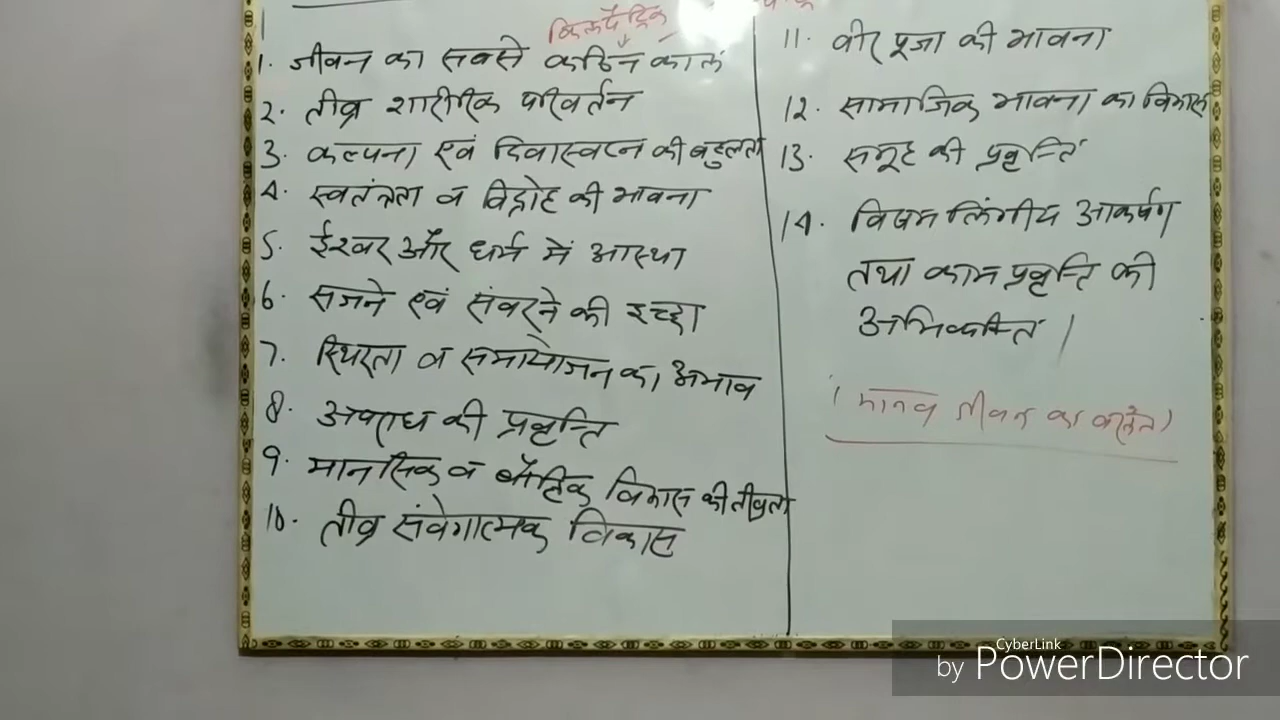 किलपैट्रिक
1. जीवन का सबसे कठिन काल
2. तीव्र शारीरिक परिवर्तन
3. कल्पना एवं दिवास्वप्न की बहुलता
4. स्वतंत्रता व विद्रोह की भावना
5. ईश्वर और धर्म में आस्था
6. सजने एवं संवरने की इच्छा
7. स्थिरता व समायोजन का अभाव
8. अपराध की प्रवृत्ति
9. मानसिक व बौद्धिक विकास की तीव्रता
10. तीव्र संवेगात्मक विकास
11. वीर पूजा की भावना
12. सामाजिक भावना का विकास
13. समूह की प्रवृत्ति
14. विषम लिंगीय आकर्षण
तथा काम प्रवृत्ति की
अभिव्यक्ति।
मानव जीवन का
CyberLink
by PowerDirector